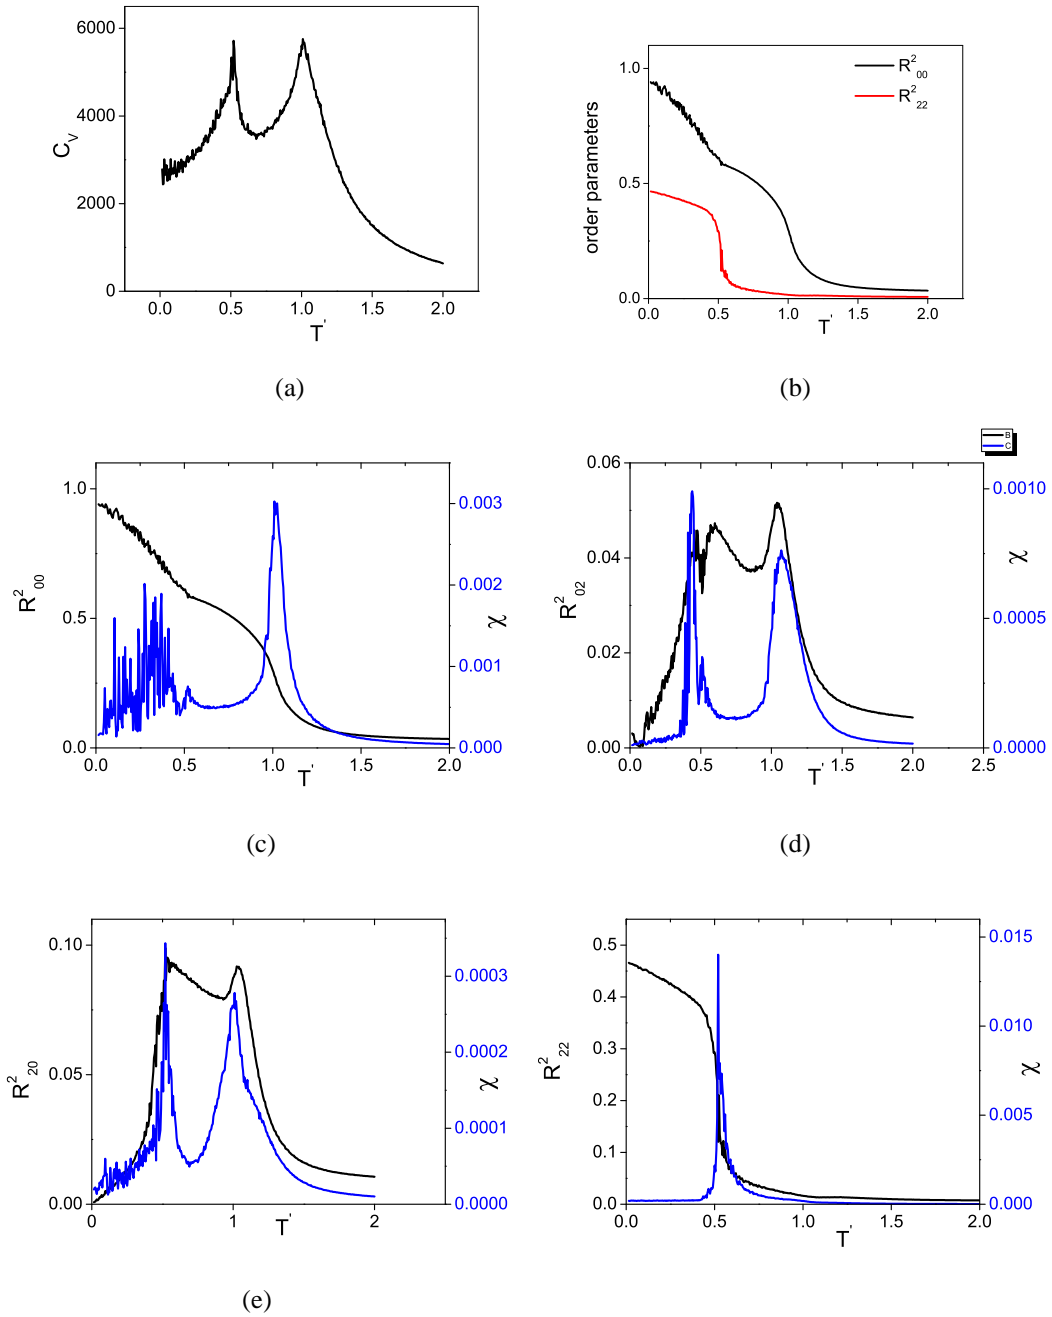 6000
4000
2000
0
C_V
0.0 0.5 1.0 1.5 2.0
T'
(a)
1.0
0.5
0.0
order parameters
R²₀₀
R²₂₂
0.0 0.5 1.0 1.5 2.0
T'
(b)
1.0
0.5
0.0
R²₀₀
0.003
0.002
0.001
0.000
χ
0.0 0.5 1.0 1.5 2.0
T'
(c)
B
C
0.06
0.04
0.02
0.00
R²₀₂
0.0010
0.0005
0.0000
χ
0.0 0.5 1.0 1.5 2.0 2.5
T'
(d)
0.10
0.05
0.00
R²₂₀
0.0003
0.0002
0.0001
0.0000
χ
0 1 2
T'
(e)
0.5
0.4
0.3
0.2
0.1
0.0
R²₂₂
0.015
0.010
0.005
0.000
χ
0.0 0.5 1.0 1.5 2.0
T'